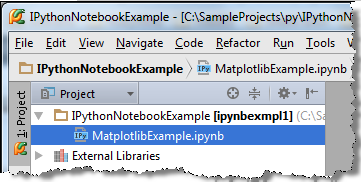 IPythonNotebookExample - [C:\SampleProjects\py\IPythonN
File Edit View Navigate Code Refactor Run Tools
IPythonNotebookExample MatplotlibExample.ipynb
1: Project
Project
IPythonNotebookExample [ipynbexmpl1] (C:\Sa
IPy MatplotlibExample.ipynb
External Libraries